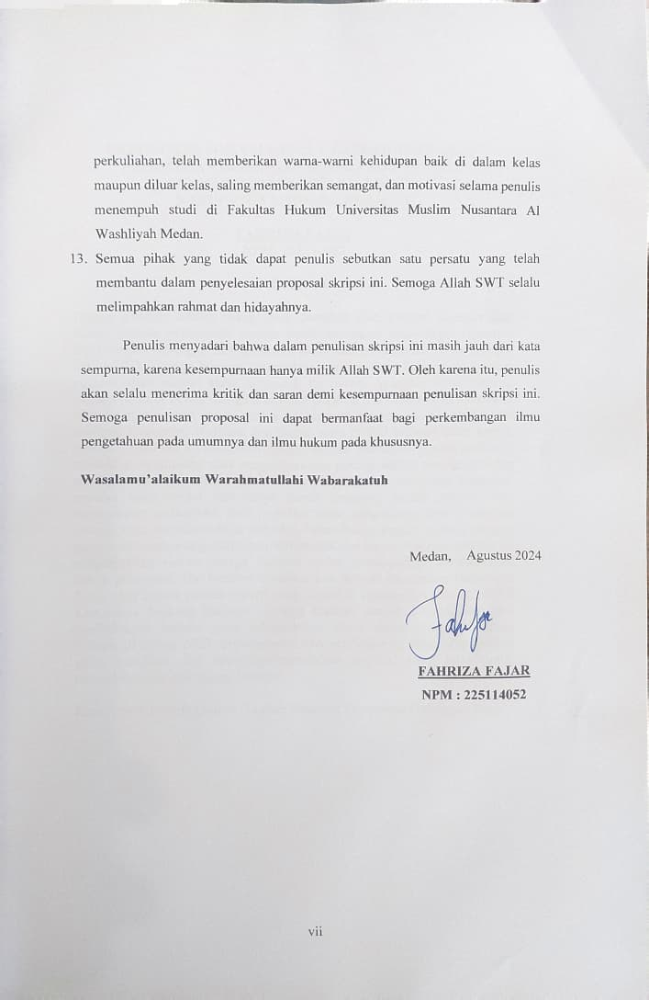 perkuliahan, telah memberikan warna-warni kehidupan baik di dalam kelas
maupun diluar kelas, saling memberikan semangat, dan motivasi selama penulis
menempuh studi di Fakultas Hukum Universitas Muslim Nusantara Al
Washliyah Medan.
13. Semua pihak yang tidak dapat penulis sebutkan satu persatu yang telah
membantu dalam penyelesaian proposal skripsi ini. Semoga Allah SWT selalu
melimpahkan rahmat dan hidayahnya.
Penulis menyadari bahwa dalam penulisan skripsi ini masih jauh dari kata
sempurna, karena kesempurnaan hanya milik Allah SWT. Oleh karena itu, penulis
akan selalu menerima kritik dan saran demi kesempurnaan penulisan skripsi ini.
Semoga penulisan proposal ini dapat bermanfaat bagi perkembangan ilmu
pengetahuan pada umumnya dan ilmu hukum pada khususnya.
Wasalamu'alaikum Warahmatullahi Wabarakatuh
Medan, Agustus 2024
FAHRIZA FAJAR
NPM : 225114052
vii